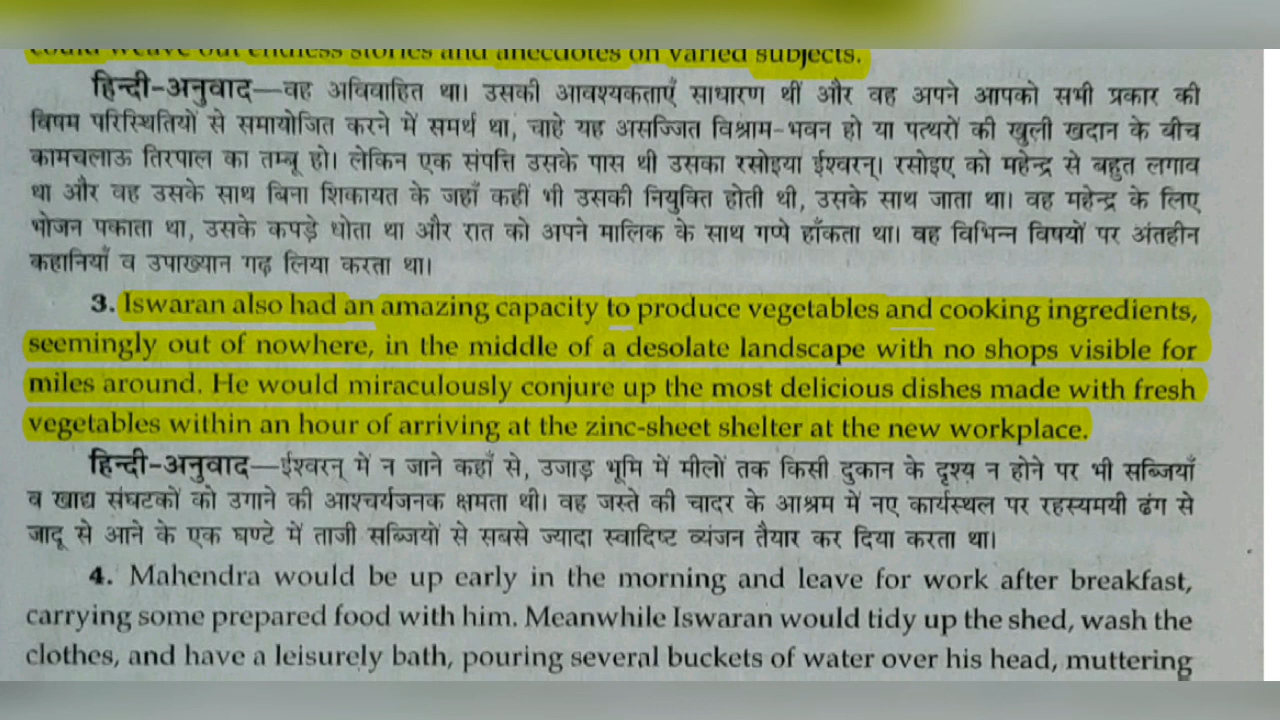 could weave out endless stories and anecdotes on varied subjects.
हिन्दी-अनुवाद—वह अविवाहित था। उसकी आवश्यकताएँ साधारण थीं और वह अपने आपको सभी प्रकार की
विषम परिस्थितियों से समायोजित करने में समर्थ था, चाहे यह असज्जित विश्राम-भवन हो या पत्थरों की खुली खदान के बीच
कामचलाऊ तिरपाल का तम्बू हो। लेकिन एक संपत्ति उसके पास थी उसका रसोइया ईश्वरन्। रसोइए को महेन्द्र से बहुत लगाव
था और वह उसके साथ बिना शिकायत के जहाँ कहीं भी उसकी नियुक्ति होती थी, उसके साथ जाता था। वह महेन्द्र के लिए
भोजन पकाता था, उसके कपड़े धोता था और रात को अपने मालिक के साथ गप्पे हाँकता था। वह विभिन्न विषयों पर अंतहीन
कहानियाँ व उपाख्यान गढ़ लिया करता था।
3. Iswaran also had an amazing capacity to produce vegetables and cooking ingredients,
seemingly out of nowhere, in the middle of a desolate landscape with no shops visible for
miles around. He would miraculously conjure up the most delicious dishes made with fresh
vegetables within an hour of arriving at the zinc-sheet shelter at the new workplace.
हिन्दी-अनुवाद—ईश्वरन् में न जाने कहाँ से, उजाड़ भूमि में मीलों तक किसी दुकान के दृश्य न होने पर भी सब्जियाँ
व खाद्य संघटकों को उगाने की आश्चर्यजनक क्षमता थी। वह जस्ते की चादर के आश्रम में नए कार्यस्थल पर रहस्यमयी ढंग से
जादू से आने के एक घण्टे में ताजी सब्जियों से सबसे ज्यादा स्वादिष्ट व्यंजन तैयार कर दिया करता था।
4. Mahendra would be up early in the morning and leave for work after breakfast,
carrying some prepared food with him. Meanwhile Iswaran would tidy up the shed, wash the
clothes, and have a leisurely bath, pouring several buckets of water over his head, muttering